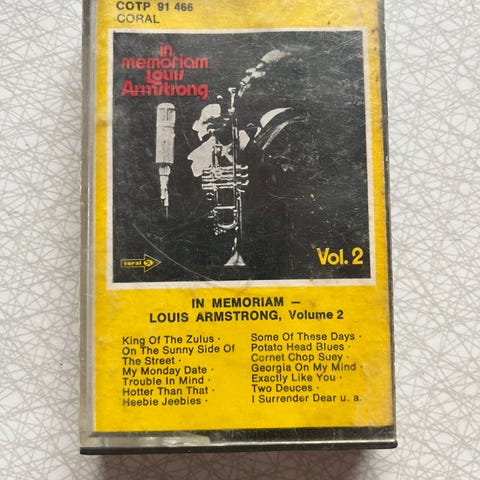 COTP 91 466
CORAL
In
memoriam
Louis
Armstrong
Vol. 2
coral
IN MEMORIAM –
LOUIS ARMSTRONG, Volume 2
King Of The Zulus ·
On The Sunny Side Of
The Street ·
My Monday Date ·
Trouble In Mind ·
Hotter Than That ·
Heebie Jeebies ·
Some Of These Days ·
Potato Head Blues ·
Cornet Chop Suey ·
Georgia On My Mind ·
Exactly Like You ·
Two Deuces ·
I Surrender Dear u. a.